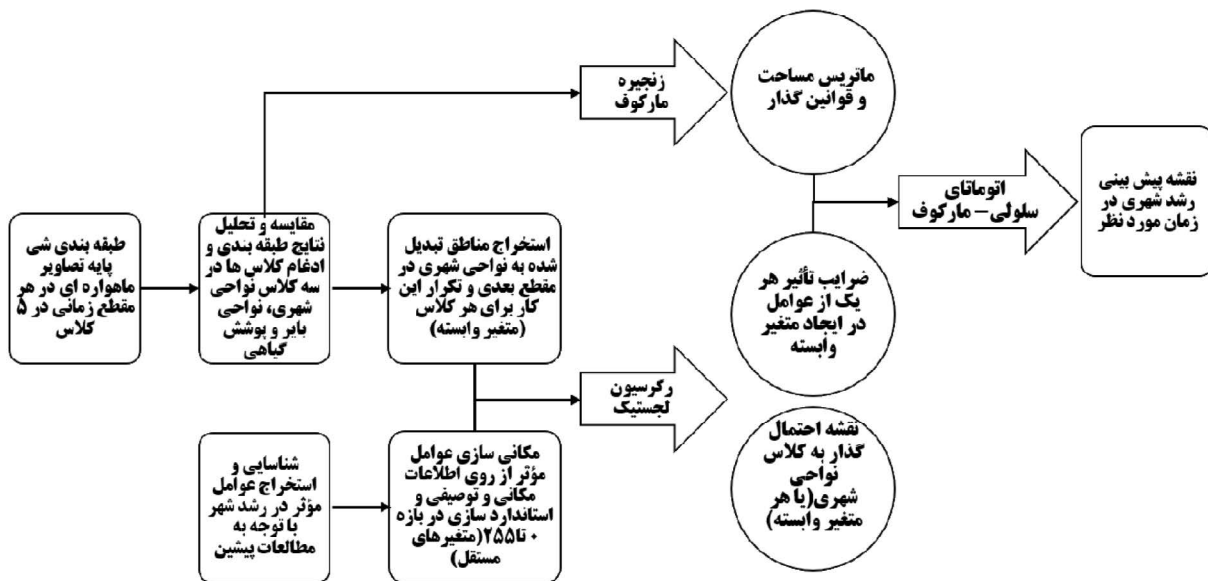 طبقه بندی شی
پایه تصاویر
ماهواره ای در هر
مقطع زمانی در ۵
کلاس
مقایسه و تحلیل
نتایج طبقه بندی و
ادغام کلاس ها در
سه کلاس نواحی
شهری، نواحی
بایر و پوشش
گیاهی
استخراج مناطق تبدیل
شده به نواحی شهری در
مقطع بعدی و تکرار این
کار برای هر کلاس
(متغیر وابسته)
شناسایی و
استخراج عوامل
مؤثر در رشد شهر
با توجه به
مطالعات پیشین
مکانی سازی عوامل
مؤثر از روی اطلاعات
مکانی و توصیفی و
استاندارد سازی در بازه
۰ تا۲۵۵(متغیرهای
مستقل)
زنجیره
مارکوف
رگرسیون
لجستیک
ماتریس مساحت
و قوانین گذار
ضرایب تأثیر هر
یک از عوامل
در ایجاد متغیر
وابسته
نقشه احتمال
گذار به کلاس
نواحی
شهری(یا هر
متغیر وابسته)
اتوماتای
سلولی– مارکوف
نقشه پیش بینی
رشد شهری در
زمان مورد نظر